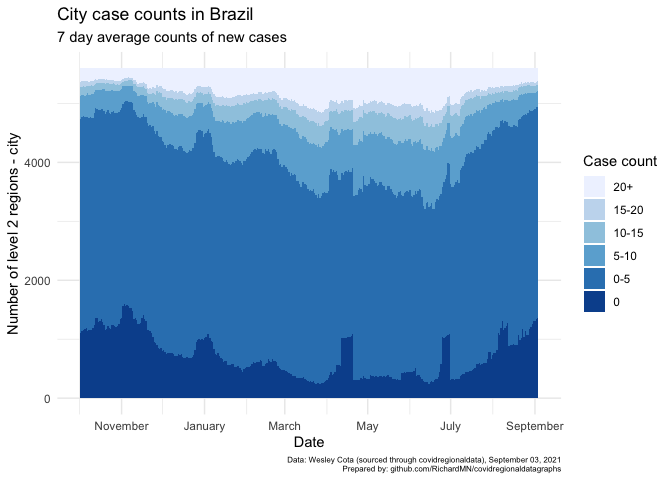 City case counts in Brazil
7 day average counts of new cases
Number of level 2 regions - city
4000
2000
0
November
January
March
May
July
September
Date
Case count
20+
15-20
10-15
5-10
0-5
0
Data: Wesley Cota (sourced through covidregionaldata), September 03, 2021
Prepared by: github.com/RichardMN/covidregionaldatagraphs